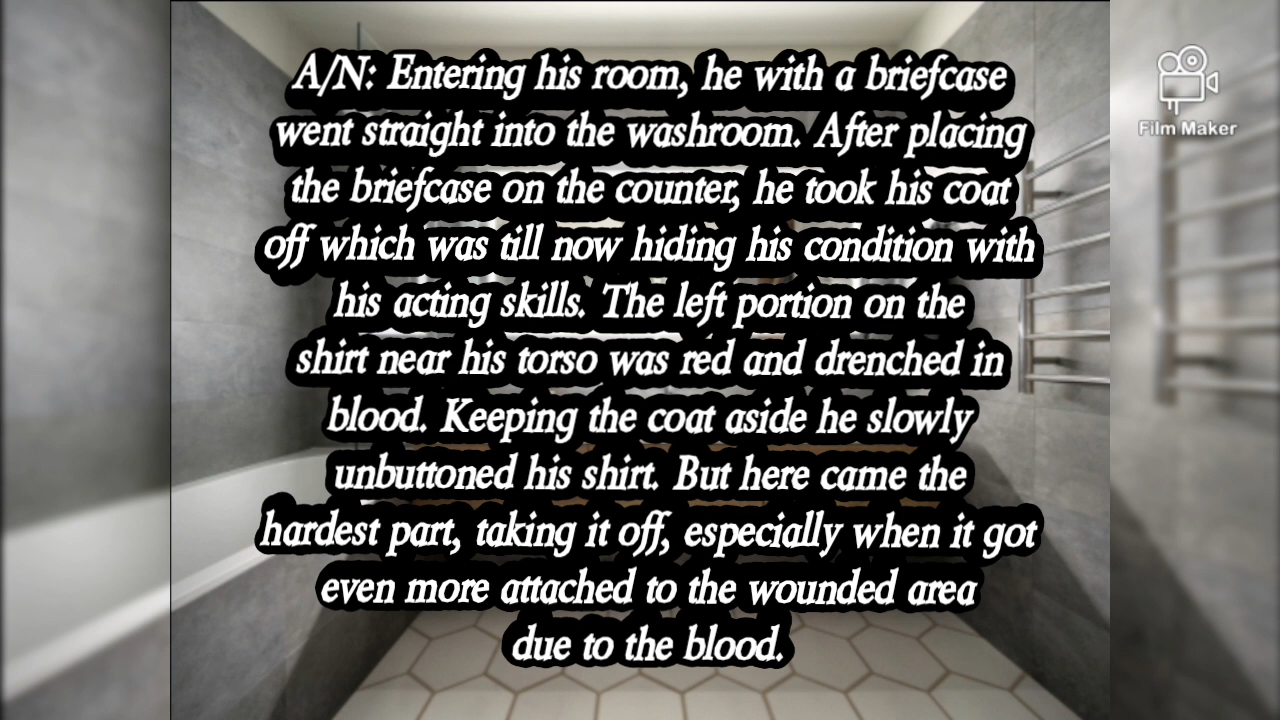 A/N: Entering his room, he with a briefcase
went straight into the washroom. After placing
the briefcase on the counter, he took his coat
off which was till now hiding his condition with
his acting skills. The left portion on the
shirt near his torso was red and drenched in
blood. Keeping the coat aside he slowly
unbuttoned his shirt. But here came the
hardest part, taking it off, especially when it got
even more attached to the wounded area
due to the blood.
Film Maker